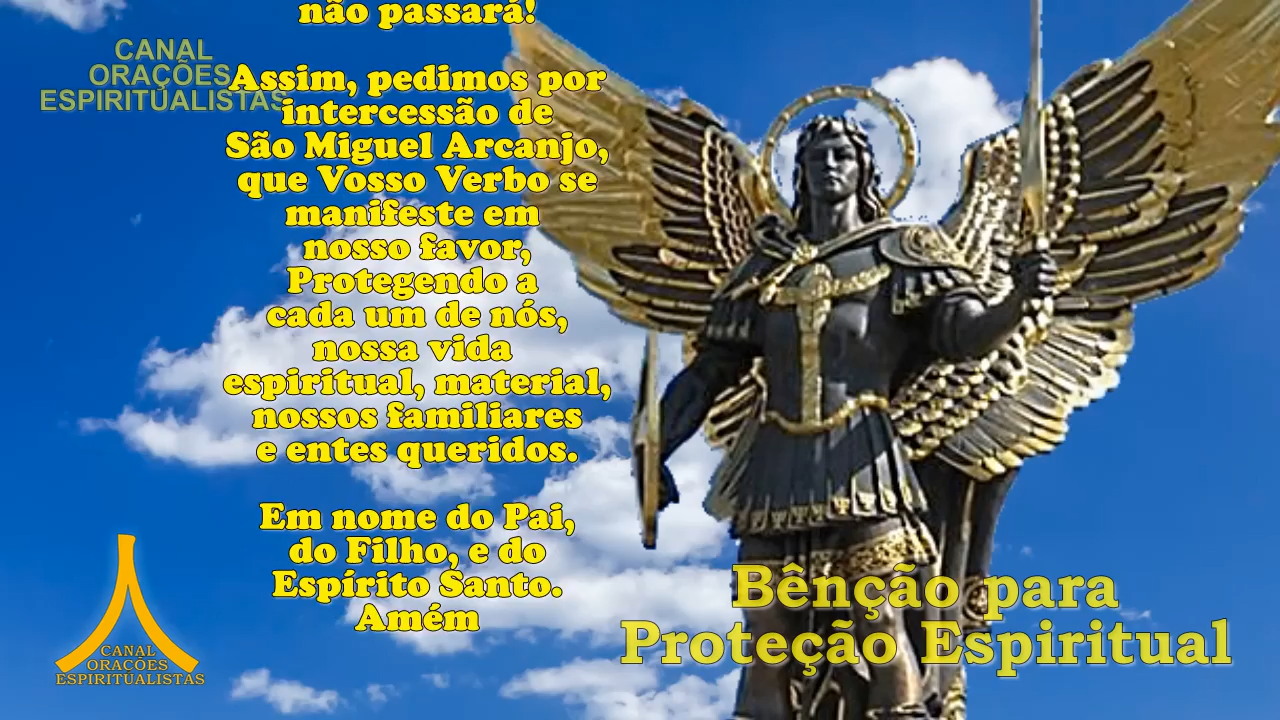 não passará!
CANAL
ORAÇÕES
ESPIRITUALISTAS
Assim, pedimos por
intercessão de
São Miguel Arcanjo,
que Vosso Verbo se
manifeste em
nosso favor,
Protegendo a
cada um de nós,
nossa vida
espiritual, material,
nossos familiares
e entes queridos.
Em nome do Pai,
do Filho, e do
Espírito Santo.
Amém
Bênção para
Proteção Espiritual
CANAL
ORAÇÕES
ESPIRITUALISTAS